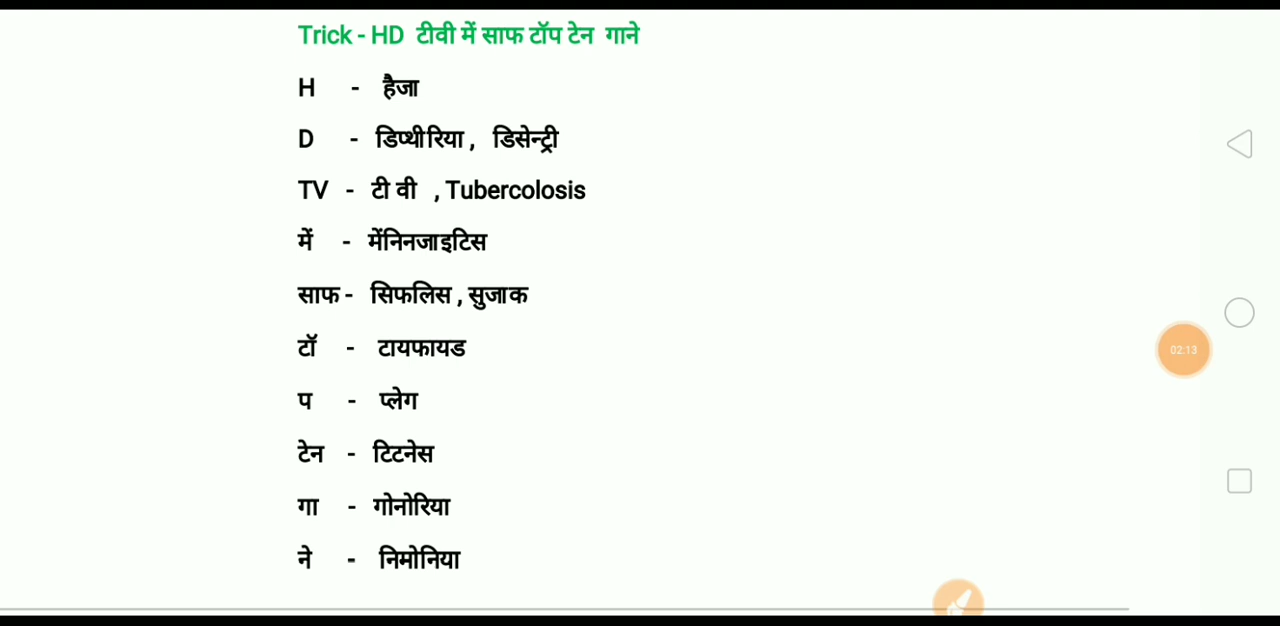 Trick - HD टीवी में साफ टॉप टेन गाने
H - हैजा
D - डिप्थीरिया , डिसेन्ट्री
TV - टी वी , Tubercolosis
में - मेंनिनजाइटिस
साफ - सिफलिस , सुजाक
टॉ - टायफायड
प - प्लेग
टेन - टिटनेस
गा - गोनोरिया
ने - निमोनिया
02:13